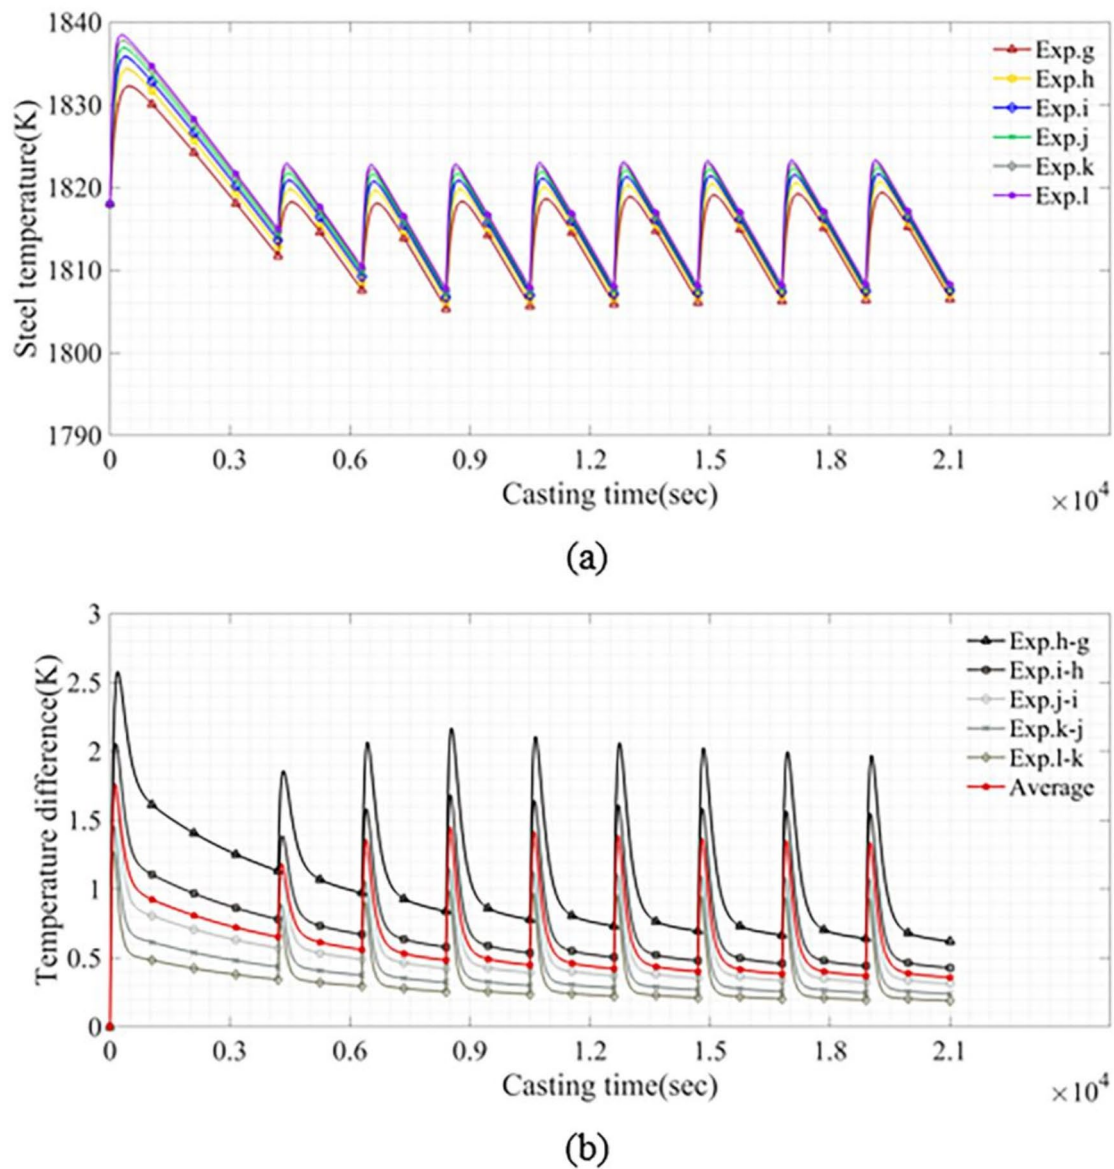 1840
1830
1820
1810
1800
1790
Steel temperature(K)
Exp.g
Exp.h
Exp.i
Exp.j
Exp.k
Exp.l
0 0.3 0.6 0.9 1.2 1.5 1.8 2.1
Casting time(sec)
×10⁴
(a)
3
2.5
2
1.5
1
0.5
0
Temperature difference(K)
Exp.h-g
Exp.i-h
Exp.j-i
Exp.k-j
Exp.l-k
Average
0 0.3 0.6 0.9 1.2 1.5 1.8 2.1
Casting time(sec)
×10⁴
(b)